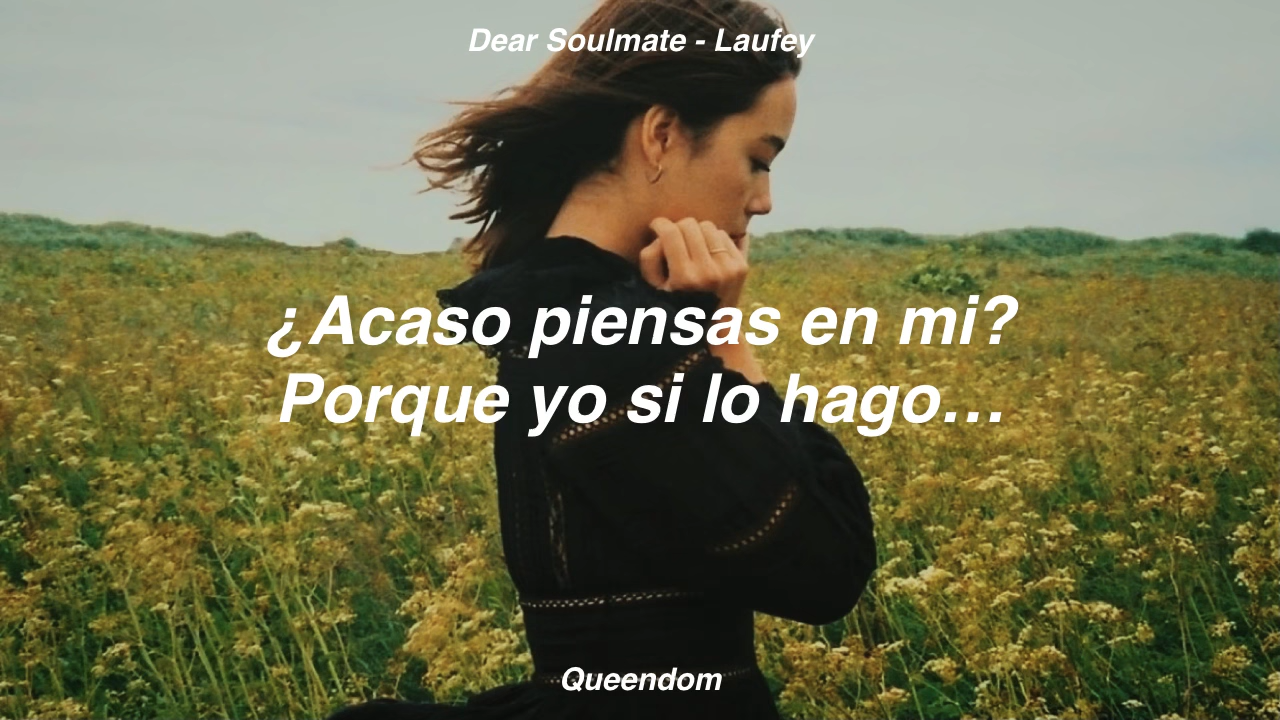 Dear Soulmate - Laufey
¿Acaso piensas en mi?
Porque yo si lo hago...
Queendom